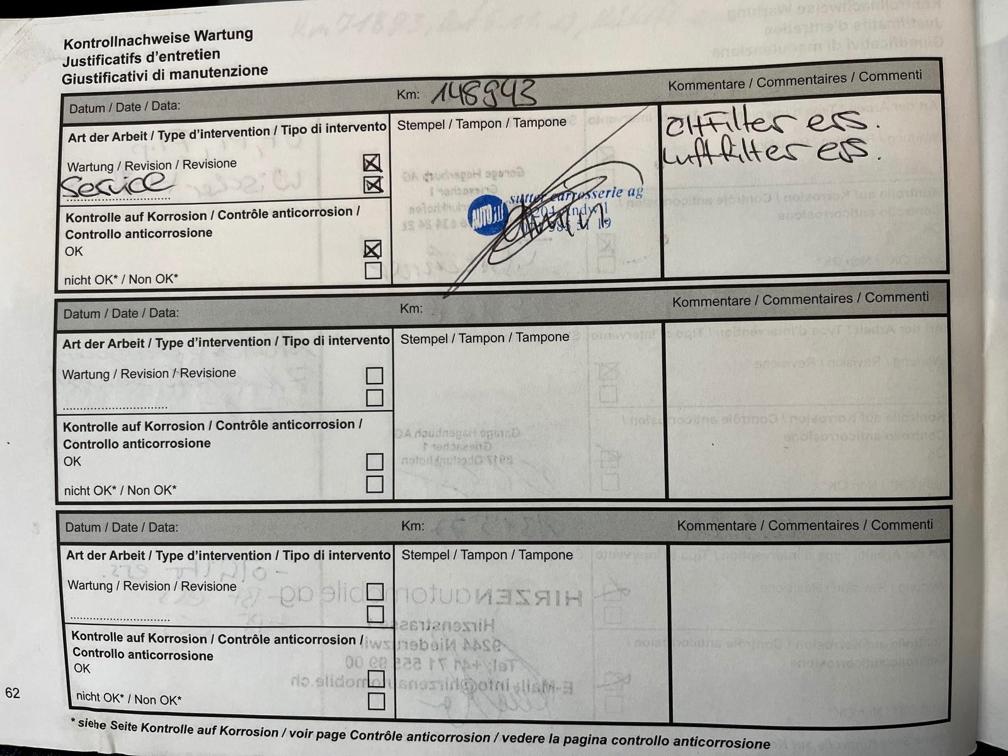 Kontrollnachweise Wartung
Justificatifs d'entretien
Giustificativi di manutenzione
Datum / Date / Data:
Km: 148943
Kommentare / Commentaires / Commenti
Art der Arbeit / Type d'intervention / Tipo di intervento
Stempel / Tampon / Tampone
Ölfilter ers.
Luftfilter ers.
Wartung / Revision / Revisione
Service
sutter carrosserie ag
AUTO
Kontrolle auf Korrosion / Contrôle anticorrosion /
Controllo anticorrosione
OK
nicht OK* / Non OK*
Datum / Date / Data:
Km:
Kommentare / Commentaires / Commenti
Art der Arbeit / Type d'intervention / Tipo di intervento
Stempel / Tampon / Tampone
Wartung / Revision / Revisione
Kontrolle auf Korrosion / Contrôle anticorrosion /
Controllo anticorrosione
OK
nicht OK* / Non OK*
Datum / Date / Data:
Km:
Kommentare / Commentaires / Commenti
Art der Arbeit / Type d'intervention / Tipo di intervento
Stempel / Tampon / Tampone
Wartung / Revision / Revisione
Kontrolle auf Korrosion / Contrôle anticorrosion /
Controllo anticorrosione
OK
nicht OK* / Non OK*
62
* siehe Seite Kontrolle auf Korrosion / voir page Contrôle anticorrosion / vedere la pagina controllo anticorrosione